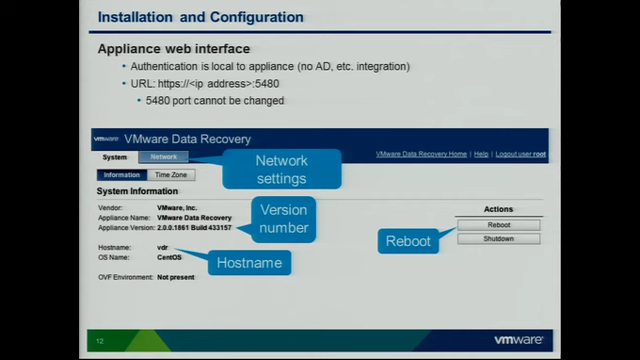 Installation and Configuration
Appliance web interface
• Authentication is local to appliance (no AD, etc. integration)
• URL: https://<ip address>:5480
• 5480 port cannot be changed
vmware VMware Data Recovery
System Network VMware Data Recovery Home | Help | Logout user root
Network settings
Information Time Zone
System Information
Vendor: VMware, Inc.
Appliance Name: VMware Data Recovery
Appliance Version: 2.0.0.1861 Build 433157
Version number
Actions
Reboot
Shutdown
Reboot
Hostname: vdr
OS Name: CentOS
Hostname
OVF Environment: Not present
12
vmware